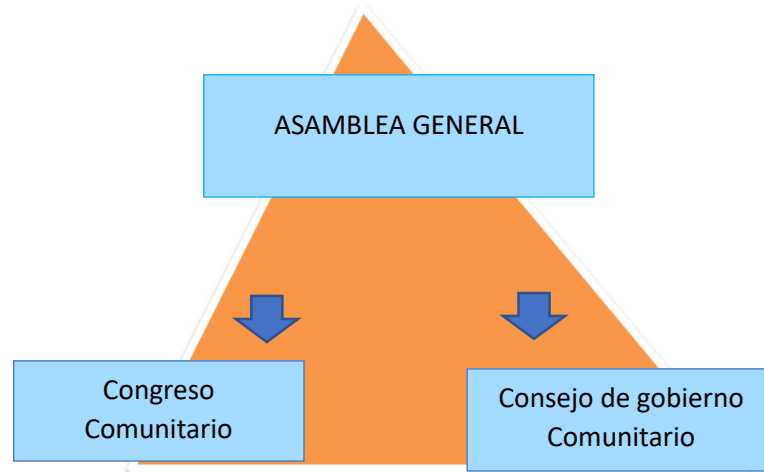 ASAMBLEA GENERAL
Congreso
Comunitario
Consejo de gobierno
Comunitario